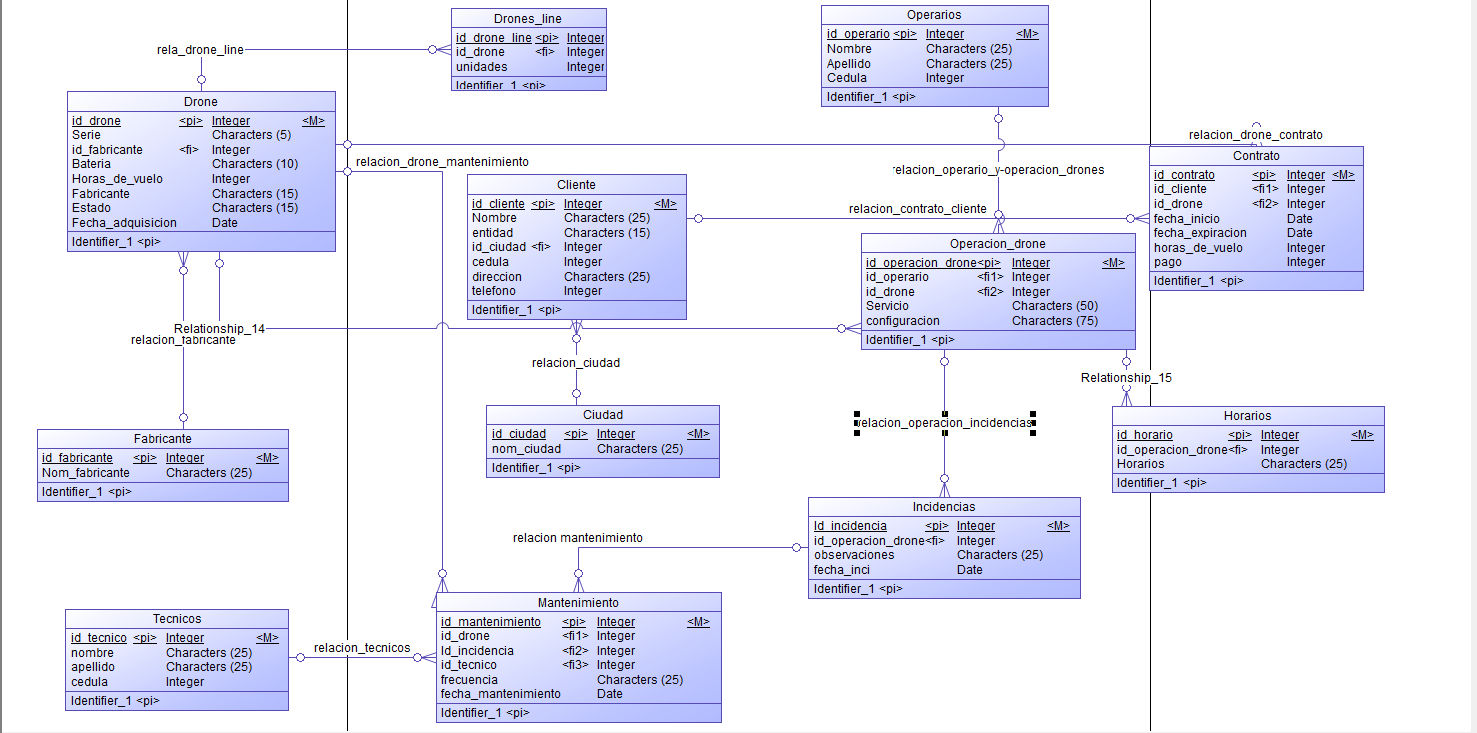 Drones_line
id_drone_line <pi> Integer
id_drone <fi> Integer
unidades Integer
Identifier_1 <pi>
Operarios
id_operario <pi> Integer <M>
Nombre Characters (25)
Apellido Characters (25)
Cedula Integer
Identifier_1 <pi>
rela_drone_line
Drone
id_drone <pi> Integer <M>
Serie Characters (5)
id_fabricante <fi> Integer
Bateria Characters (10)
Horas_de_vuelo Integer
Fabricante Characters (15)
Estado Characters (15)
Fecha_adquisicion Date
Identifier_1 <pi>
relacion_drone_contrato
relacion_drone_mantenimiento
relacion_operario_y-operacion_drones
Contrato
id_contrato <pi> Integer <M>
id_cliente <fi1> Integer
id_drone <fi2> Integer
fecha_inicio Date
fecha_expiracion Date
horas_de_vuelo Integer
pago Integer
Identifier_1 <pi>
Cliente
id_cliente <pi> Integer <M>
Nombre Characters (25)
entidad Characters (15)
id_ciudad <fi> Integer
cedula Integer
direccion Characters (25)
telefono Integer
Identifier_1 <pi>
relacion_contrato_cliente
Operacion_drone
id_operacion_drone<pi> Integer <M>
id_operario <fi1> Integer
id_drone <fi2> Integer
Servicio Characters (50)
configuracion Characters (75)
Identifier_1 <pi>
Relationship_14
relacion_fabricante
relacion_ciudad
Relationship_15
Ciudad
id_ciudad <pi> Integer <M>
nom_ciudad Characters (25)
Identifier_1 <pi>
relacion_operacion_incidencias
Horarios
id_horario <pi> Integer <M>
id_operacion_drone<fi> Integer
Horarios Characters (25)
Identifier_1 <pi>
Fabricante
id_fabricante <pi> Integer <M>
Nom_fabricante Characters (25)
Identifier_1 <pi>
Incidencias
Id_incidencia <pi> Integer <M>
id_operacion_drone<fi> Integer
observaciones Characters (25)
fecha_inci Date
Identifier_1 <pi>
relacion mantenimiento
Mantenimiento
id_mantenimiento <pi> Integer <M>
id_drone <fi1> Integer
Id_incidencia <fi2> Integer
id_tecnico <fi3> Integer
frecuencia Characters (25)
fecha_mantenimiento Date
Identifier_1 <pi>
Tecnicos
id_tecnico <pi> Integer <M>
nombre Characters (25)
apellido Characters (25)
cedula Integer
Identifier_1 <pi>
relacion_tecnicos